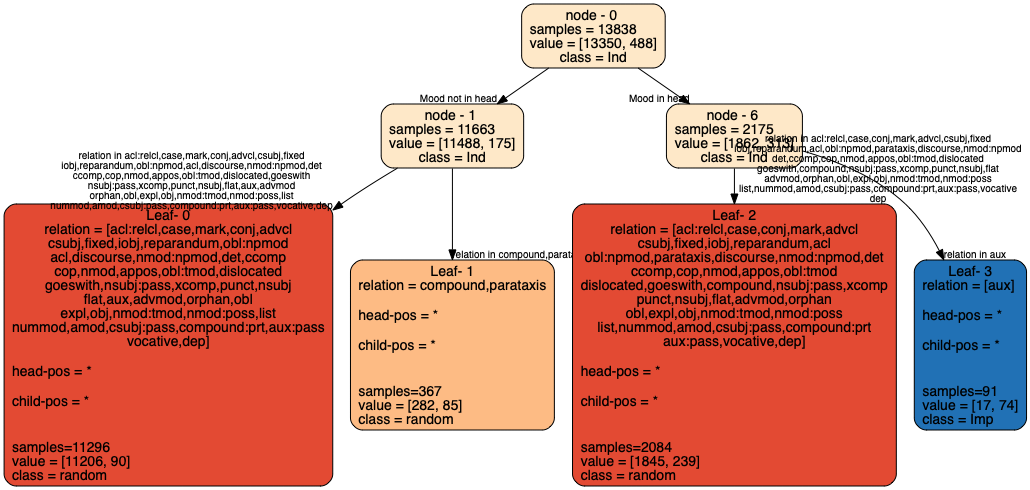 node - 0
samples = 13838
value = [13350, 488]
class = Ind
Mood not in head
Mood in head
node - 1
samples = 11663
value = [11488, 175]
class = Ind
node - 6
samples = 2175
value = [1862, 313]
class = Ind
relation in acl:relcl,case,mark,conj,advcl,csubj,fixed
iobj,reparandum,obl:npmod,acl,discourse,nmod:npmod,det
ccomp,cop,nmod,appos,obl:tmod,dislocated,goeswith
nsubj:pass,xcomp,punct,nsubj,flat,aux,advmod
orphan,obl,expl,obj,nmod:tmod,nmod:poss,list
nummod,amod,csubj:pass,compound:prt,aux:pass,vocative,dep
relation in acl:relcl,case,conj,mark,advcl,csubj,fixed
iobj,reparandum,acl,obl:npmod,parataxis,discourse,nmod:npmod
det,ccomp,cop,nmod,appos,obl:tmod,dislocated
goeswith,compound,nsubj:pass,xcomp,punct,nsubj,flat
advmod,orphan,obl,expl,obj,nmod:tmod,nmod:poss
list,nummod,amod,csubj:pass,compound:prt,aux:pass,vocative
dep
Leaf- 0
relation = [acl:relcl,case,mark,conj,advcl
csubj,fixed,iobj,reparandum,obl:npmod
acl,discourse,nmod:npmod,det,ccomp
cop,nmod,appos,obl:tmod,dislocated
goeswith,nsubj:pass,xcomp,punct,nsubj
flat,aux,advmod,orphan,obl
expl,obj,nmod:tmod,nmod:poss,list
nummod,amod,csubj:pass,compound:prt,aux:pass
vocative,dep]
head-pos = *
child-pos = *
samples=11296
value = [11206, 90]
class = random
relation in compound,parata
Leaf- 1
relation = compound,parataxis
head-pos = *
child-pos = *
samples=367
value = [282, 85]
class = random
Leaf- 2
relation = [acl:relcl,case,conj,mark,advcl
csubj,fixed,iobj,reparandum,acl
obl:npmod,parataxis,discourse,nmod:npmod,det
ccomp,cop,nmod,appos,obl:tmod
dislocated,goeswith,compound,nsubj:pass,xcomp
punct,nsubj,flat,advmod,orphan
obl,expl,obj,nmod:tmod,nmod:poss
list,nummod,amod,csubj:pass,compound:prt
aux:pass,vocative,dep]
head-pos = *
child-pos = *
samples=2084
value = [1845, 239]
class = random
relation in aux
Leaf- 3
relation = [aux]
head-pos = *
child-pos = *
samples=91
value = [17, 74]
class = Imp